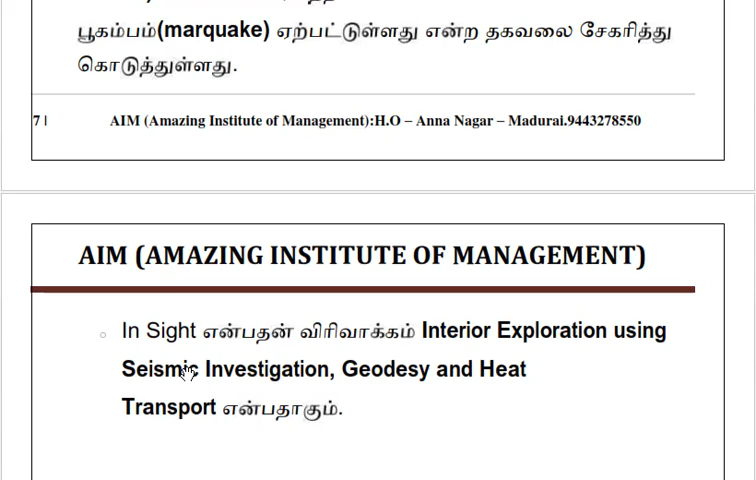 பூகம்பம்(marquake) ஏற்பட்டுள்ளது என்ற தகவலை சேகரித்து
கொடுத்துள்ளது.
7 | AIM (Amazing Institute of Management):H.O – Anna Nagar – Madurai.9443278550
AIM (AMAZING INSTITUTE OF MANAGEMENT)
In Sight என்பதன் விரிவாக்கம் Interior Exploration using
Seismic Investigation, Geodesy and Heat
Transport என்பதாகும்.